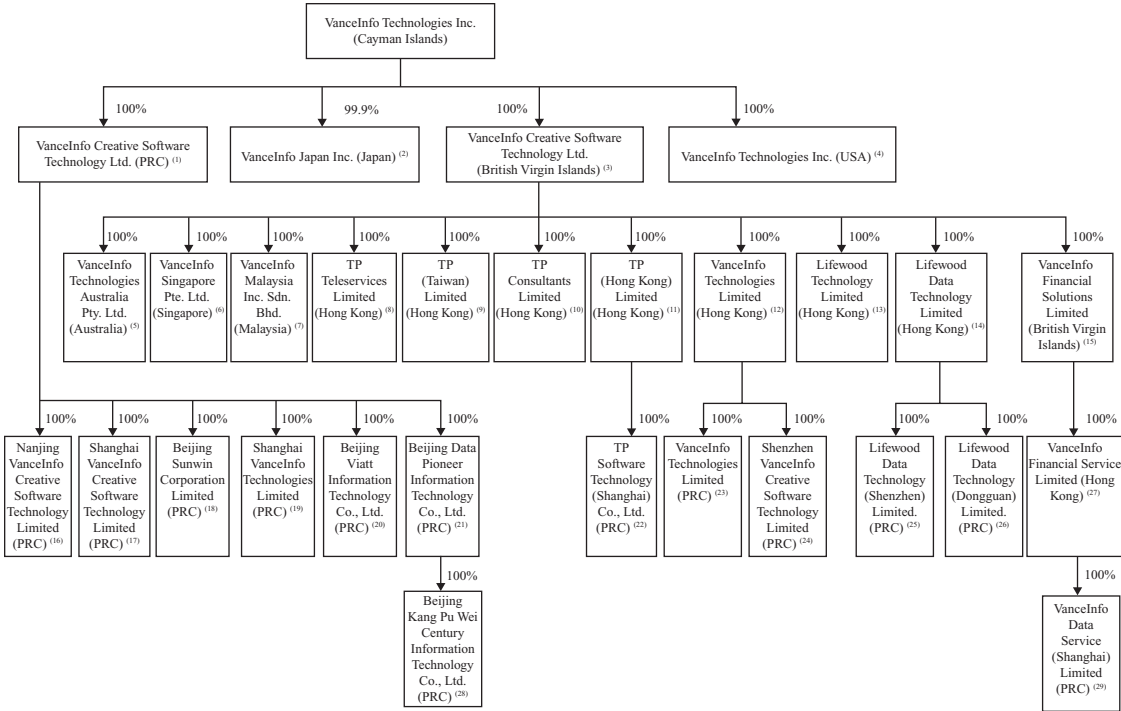 VanceInfo Technologies Inc.
(Cayman Islands)
100%
99.9%
100%
100%
VanceInfo Creative Software
Technology Ltd. (PRC) (1)
VanceInfo Japan Inc. (Japan) (2)
VanceInfo Creative Software
Technology Ltd.
(British Virgin Islands) (3)
VanceInfo Technologies Inc. (USA) (4)
100%
100%
100%
100%
100%
100%
100%
100%
100%
100%
100%
VanceInfo
Technologies
Australia
Pty. Ltd.
(Australia) (5)
VanceInfo
Singapore
Pte. Ltd.
(Singapore) (6)
VanceInfo
Malaysia
Inc. Sdn.
Bhd.
(Malaysia) (7)
TP
Teleservices
Limited
(Hong Kong) (8)
TP
(Taiwan)
Limited
(Hong Kong) (9)
TP
Consultants
Limited
(Hong Kong) (10)
TP
(Hong Kong)
Limited
(Hong Kong) (11)
VanceInfo
Technologies
Limited
(Hong Kong) (12)
Lifewood
Technology
Limited
(Hong Kong) (13)
Lifewood
Data
Technology
Limited
(Hong Kong) (14)
VanceInfo
Financial
Solutions
Limited
(British Virgin
Islands) (15)
100%
100%
100%
100%
100%
100%
100%
100%
100%
100%
100%
100%
Nanjing
VanceInfo
Creative
Software
Technology
Limited
(PRC) (16)
Shanghai
VanceInfo
Creative
Software
Technology
Limited
(PRC) (17)
Beijing
Sunwin
Corporation
Limited
(PRC) (18)
Shanghai
VanceInfo
Technologies
Limited
(PRC) (19)
Beijing
Viatt
Information
Technology
Co., Ltd.
(PRC) (20)
Beijing Data
Pioneer
Information
Technology
Co., Ltd.
(PRC) (21)
TP
Software
Technology
(Shanghai)
Co., Ltd.
(PRC) (22)
VanceInfo
Technologies
Limited
(PRC) (23)
Shenzhen
VanceInfo
Creative
Software
Technology
Limited
(PRC) (24)
Lifewood
Data
Technology
(Shenzhen)
Limited.
(PRC) (25)
Lifewood
Data
Technology
(Dongguan)
Limited.
(PRC) (26)
VanceInfo
Financial Service
Limited (Hong
Kong) (27)
100%
100%
Beijing
Kang Pu Wei
Century
Information
Technology
Co., Ltd.
(PRC) (28)
VanceInfo
Data
Service
(Shanghai)
Limited
(PRC) (29)